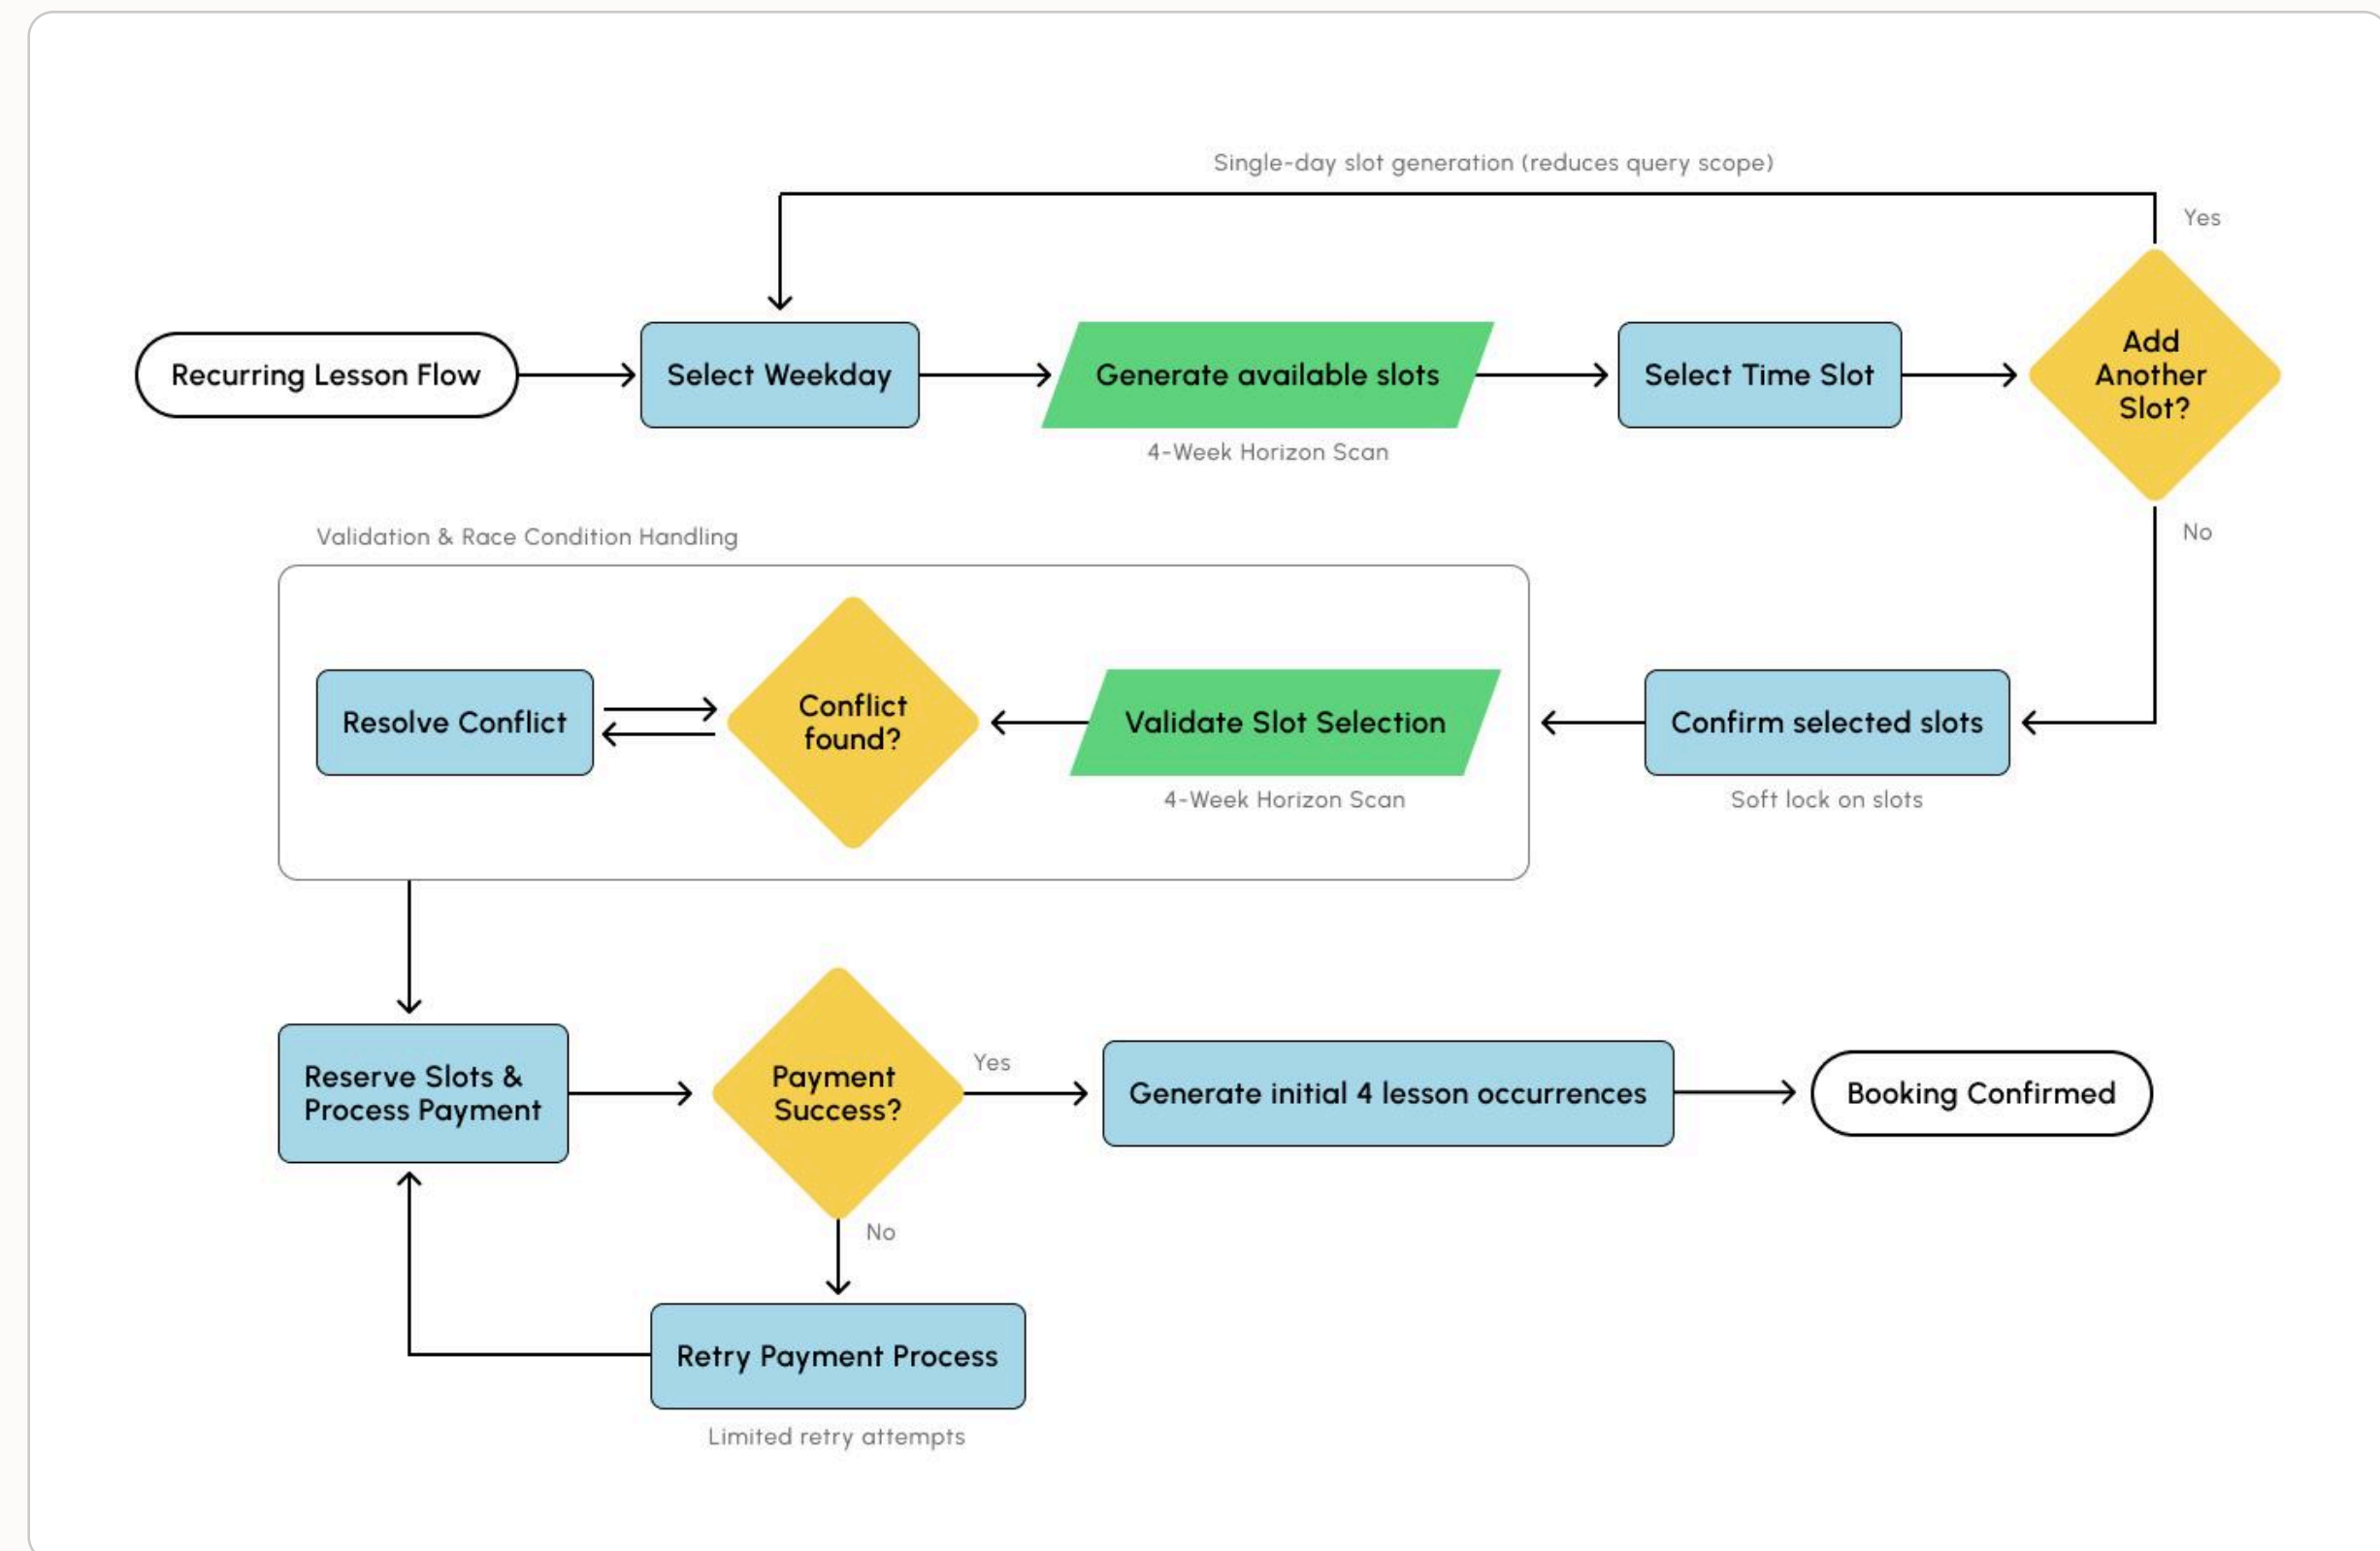 Single-day slot generation (reduces query scope)
Yes
Recurring Lesson Flow
Select Weekday
Generate available slots
4-Week Horizon Scan
Select Time Slot
Add
Another
Slot?
No
Validation & Race Condition Handling
Resolve Conflict
Conflict
found?
Validate Slot Selection
4-Week Horizon Scan
Confirm selected slots
Soft lock on slots
Reserve Slots &
Process Payment
Payment
Success?
Yes
Generate initial 4 lesson occurrences
Booking Confirmed
No
Retry Payment Process
Limited retry attempts